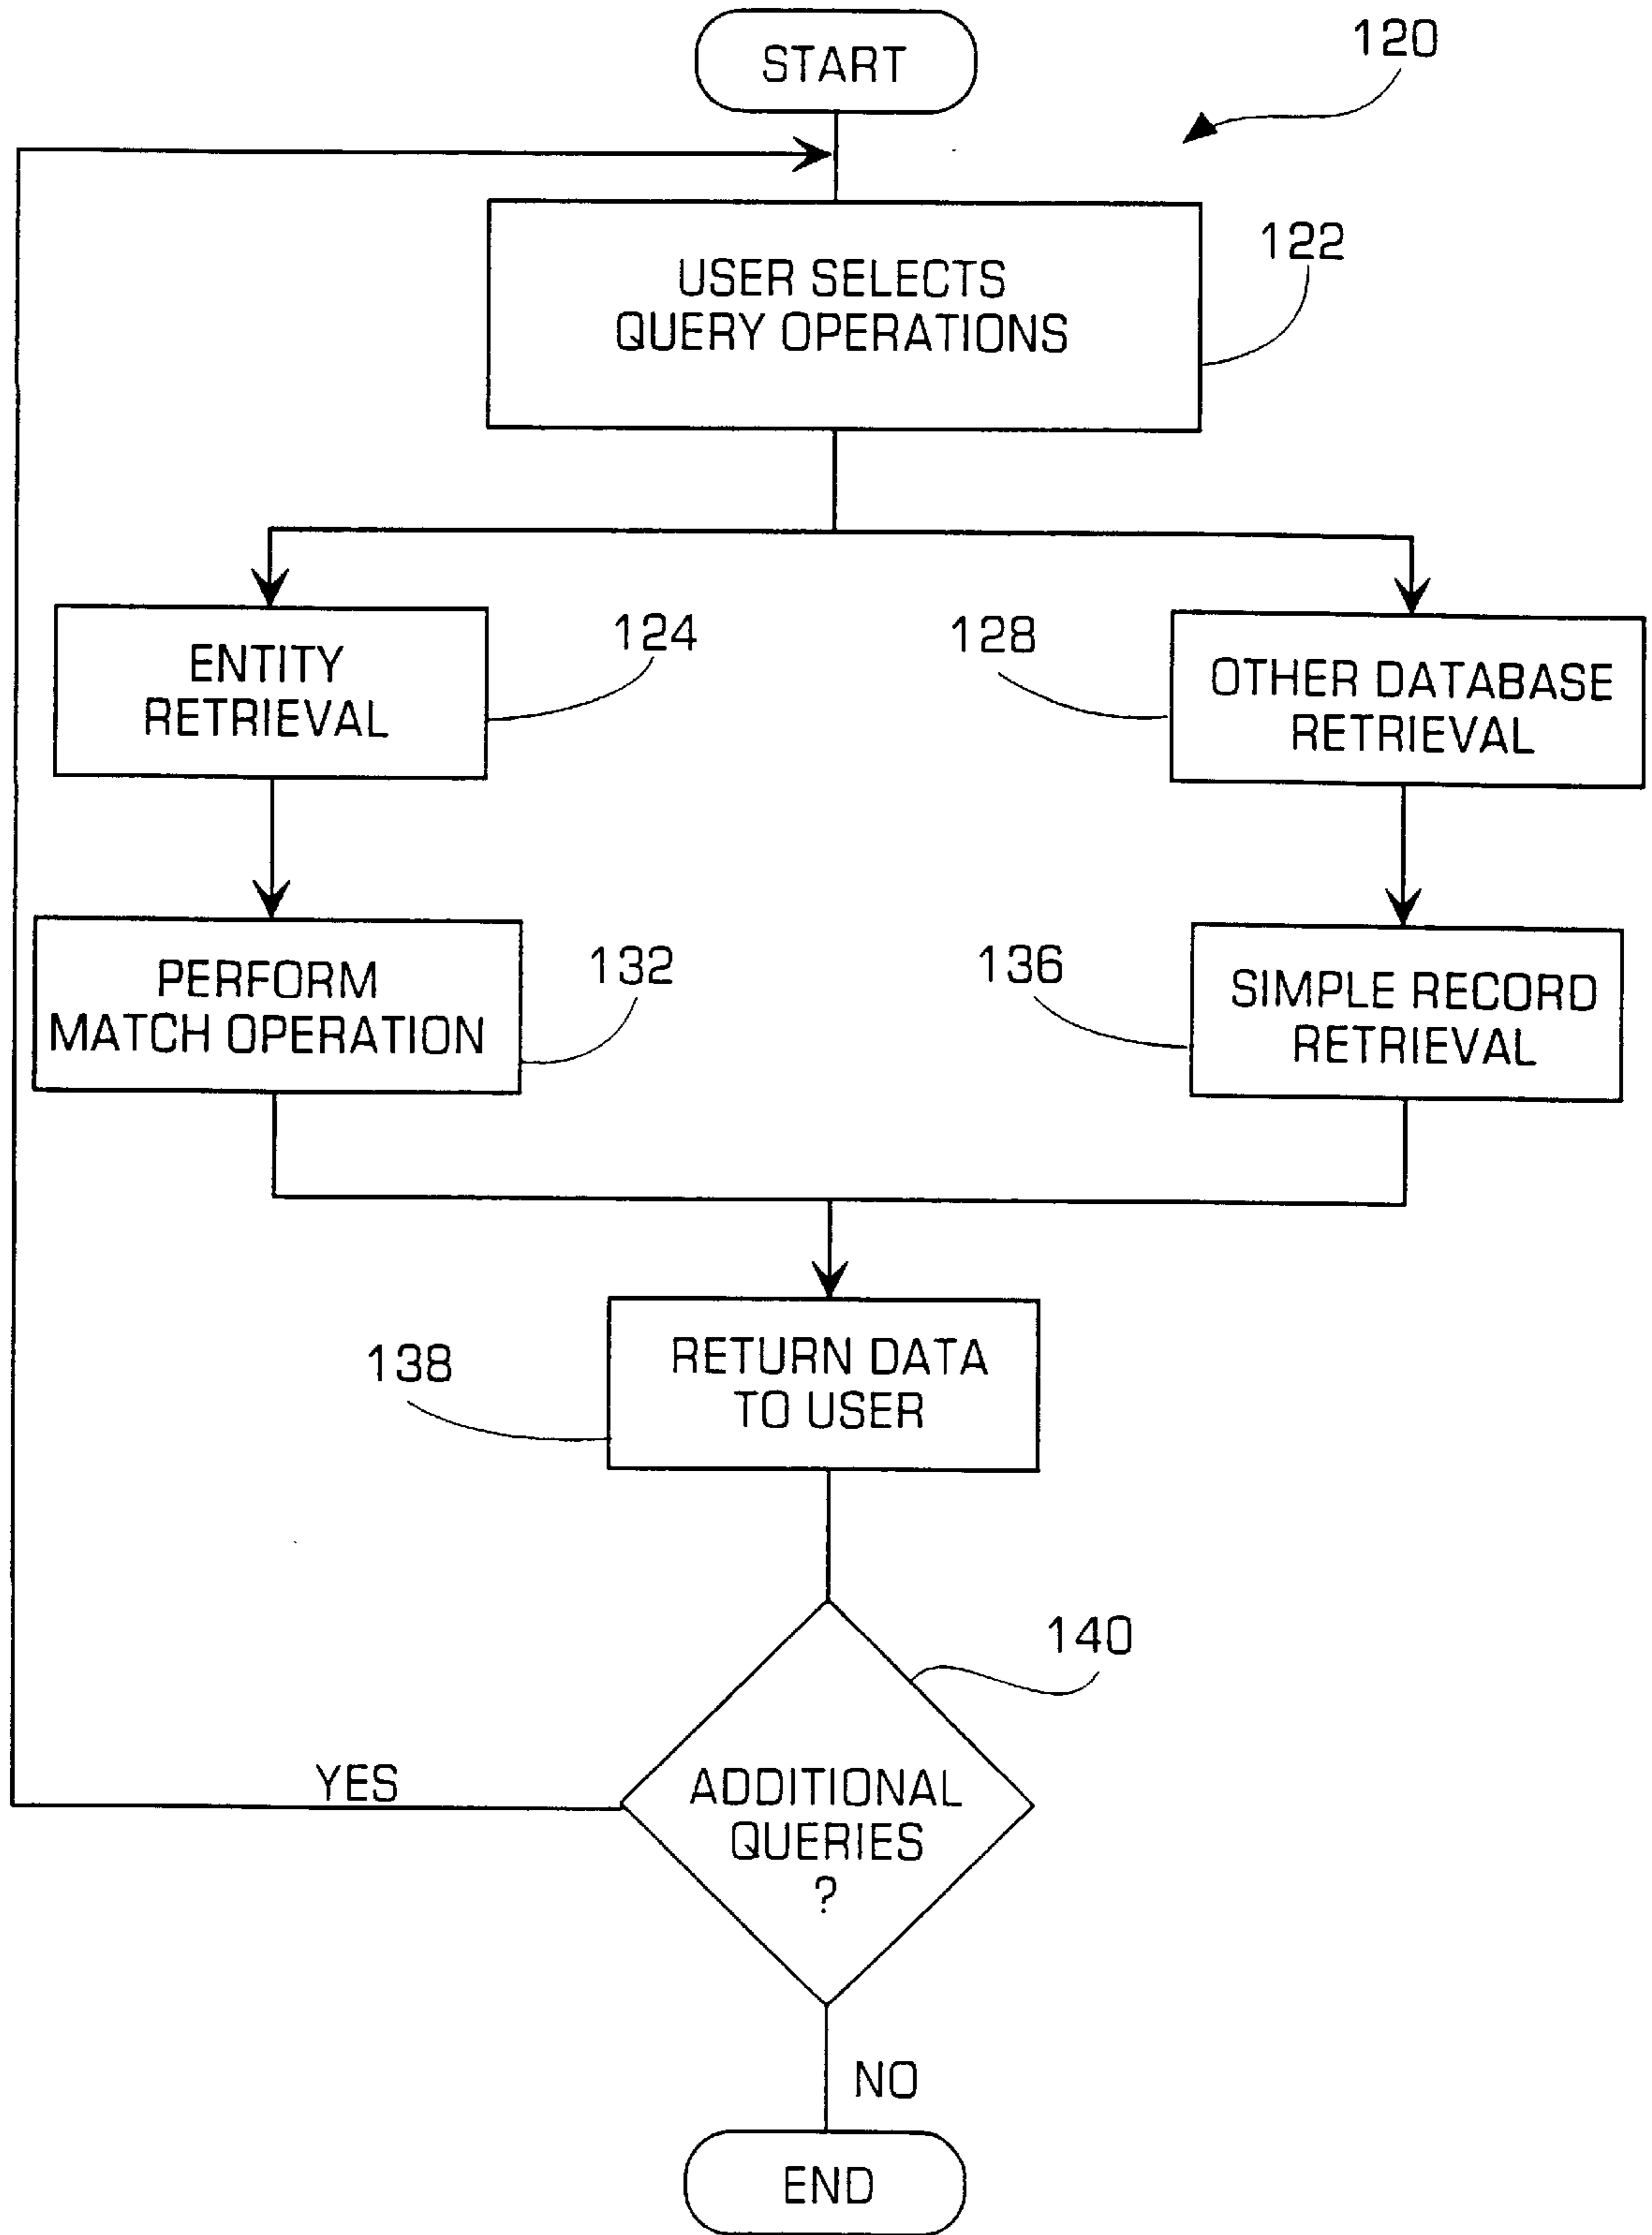 START
120
USER SELECTS
QUERY OPERATIONS
122
ENTITY
RETRIEVAL
124
128
OTHER DATABASE
RETRIEVAL
PERFORM
MATCH OPERATION
132
136
SIMPLE RECORD
RETRIEVAL
138
RETURN DATA
TO USER
140
YES
ADDITIONAL
QUERIES
?
NO
END